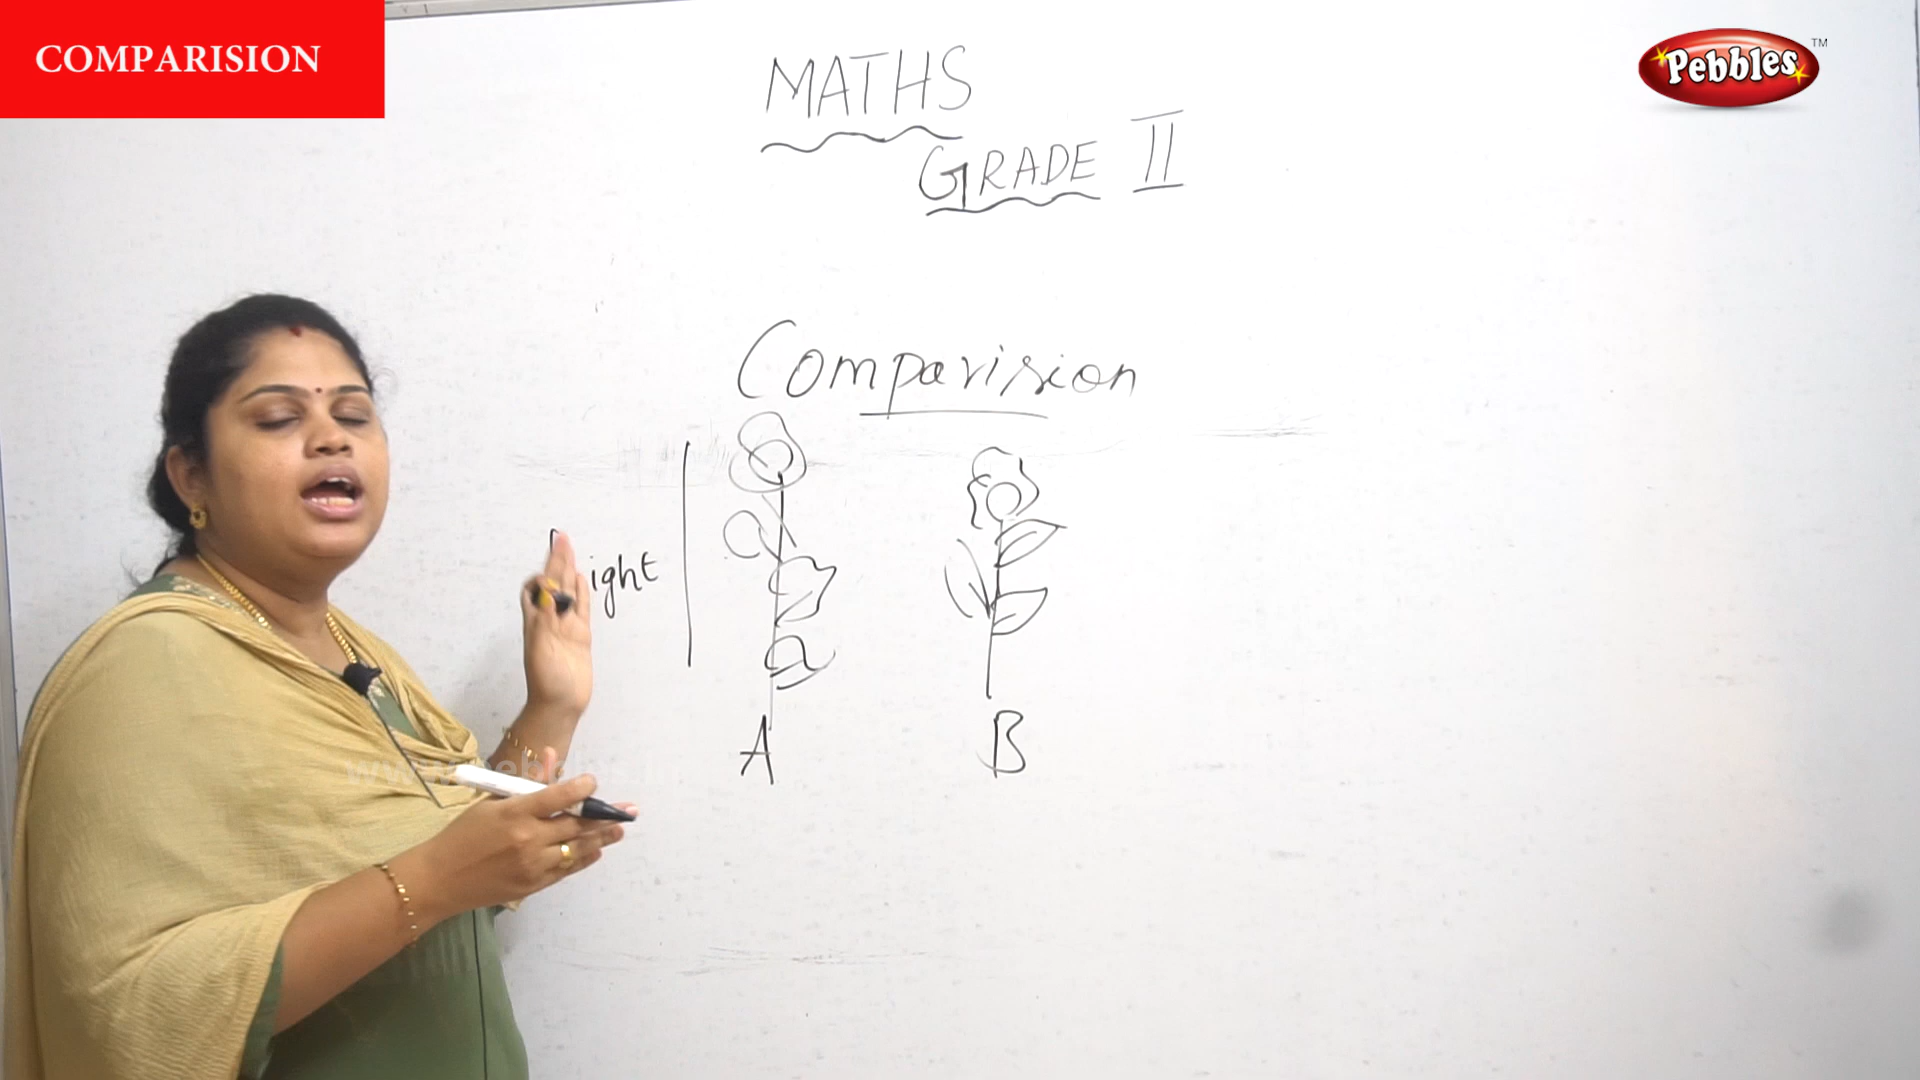 COMPARISION
Pebbles TM
MATHS
GRADE II
Comparision
ight
A B